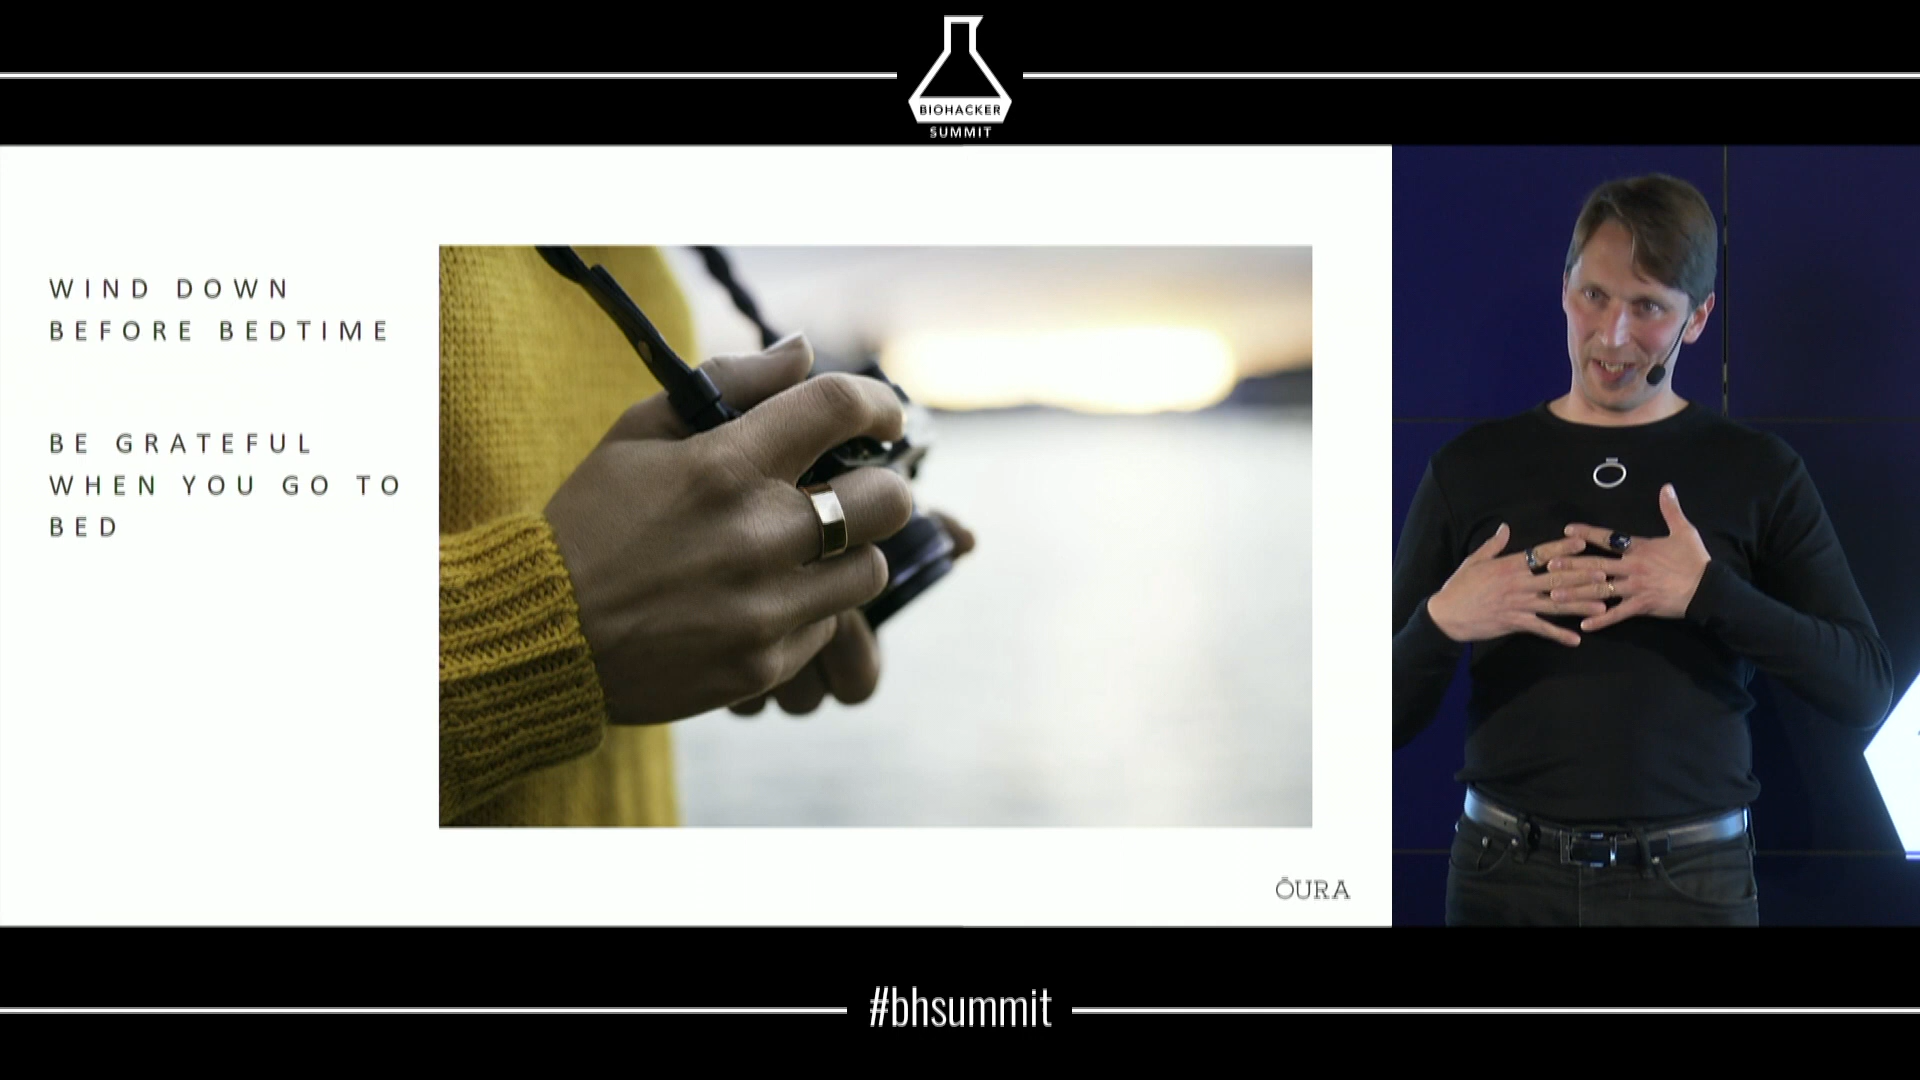 BIOHACKER
SUMMIT
WIND DOWN
BEFORE BEDTIME
BE GRATEFUL
WHEN YOU GO TO
BED
ŌURA
#bhsummit